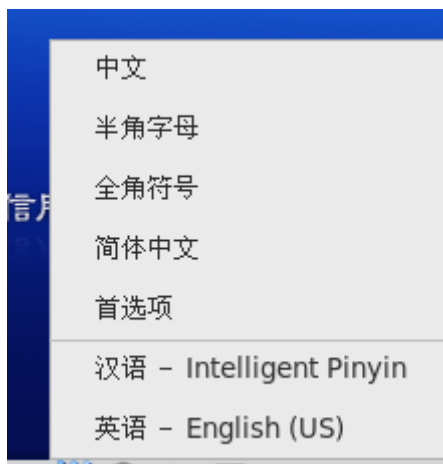 中文
半角字母
全角符号
信
简体中文
首选项
汉语 – Intelligent Pinyin
英语 – English (US)